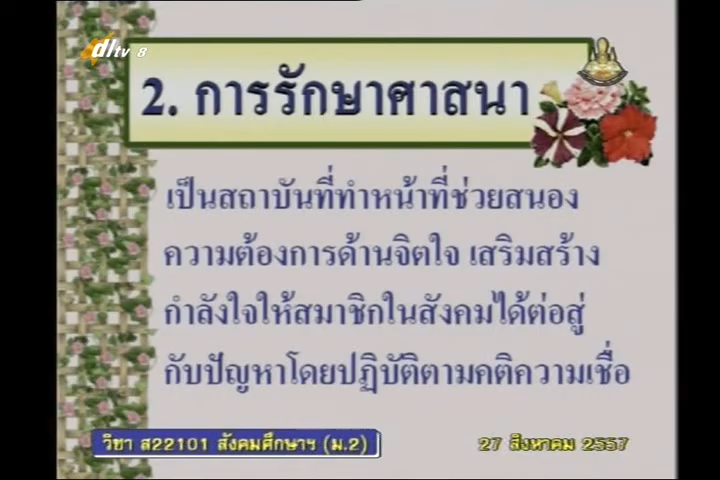 dltv 8
2. การรักษาศาสนา
เป็นสถาบันที่ทำหน้าที่ช่วยสนอง
ความต้องการด้านจิตใจ เสริมสร้าง
กำลังใจให้สมาชิกในสังคมได้ต่อสู่
กับปัญหาโดยปฏิบัติตามคติความเชื่อ
วิชา ส22101 สังคมศึกษาฯ (ม.2)
27 สิงหาคม 2557